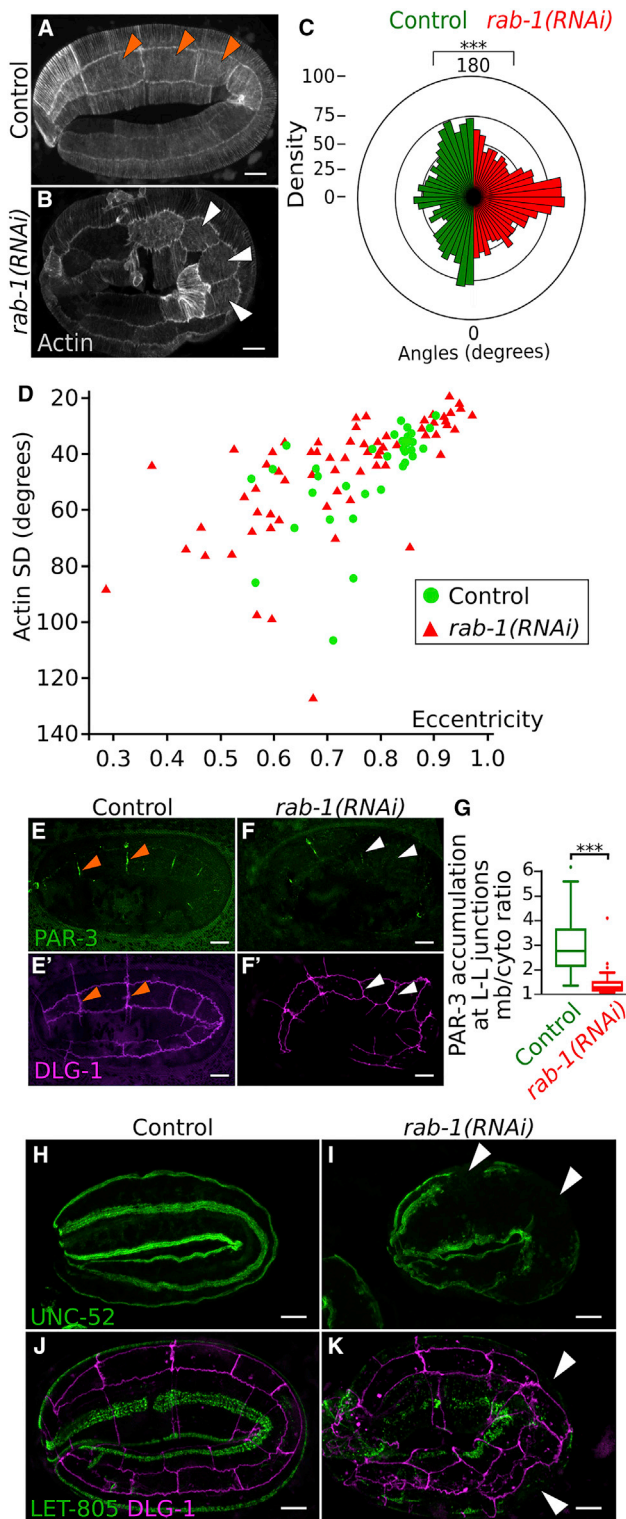 A
Control
B
rab-1(RNAi)
Actin
C
Control rab-1(RNAi)
***
180
100
75
50
25
0
Density
0
Angles (degrees)
D
20
40
60
80
100
120
140
Actin SD (degrees)
Control
rab-1(RNAi)
Eccentricity
0.3 0.4 0.5 0.6 0.7 0.8 0.9 1.0
Control rab-1(RNAi)
E
PAR-3
F
E'
DLG-1
F'
G
***
6
5
4
3
2
1
PAR-3 accumulation
at L-L junctions
mb/cyto ratio
Control
rab-1(RNAi)
Control rab-1(RNAi)
H
UNC-52
I
J
LET-805 DLG-1
K